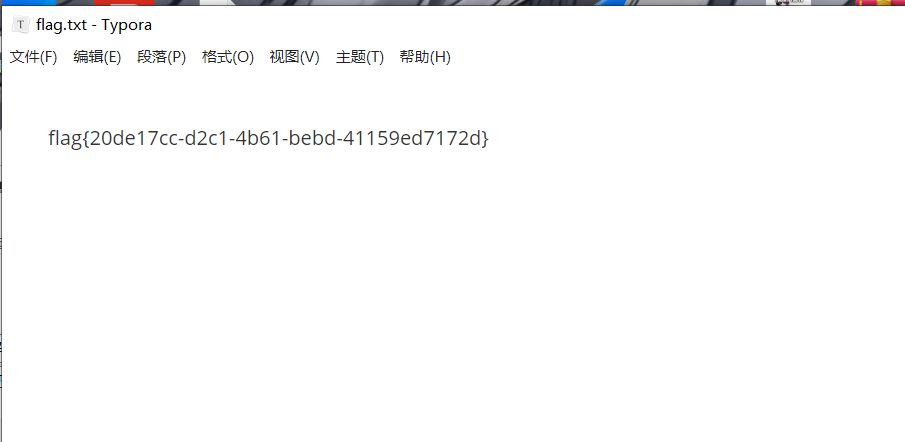 T flag.txt - Typora
文件(F) 编辑(E) 段落(P) 格式(O) 视图(V) 主题(T) 帮助(H)
flag{20de17cc-d2c1-4b61-bebd-41159ed7172d}